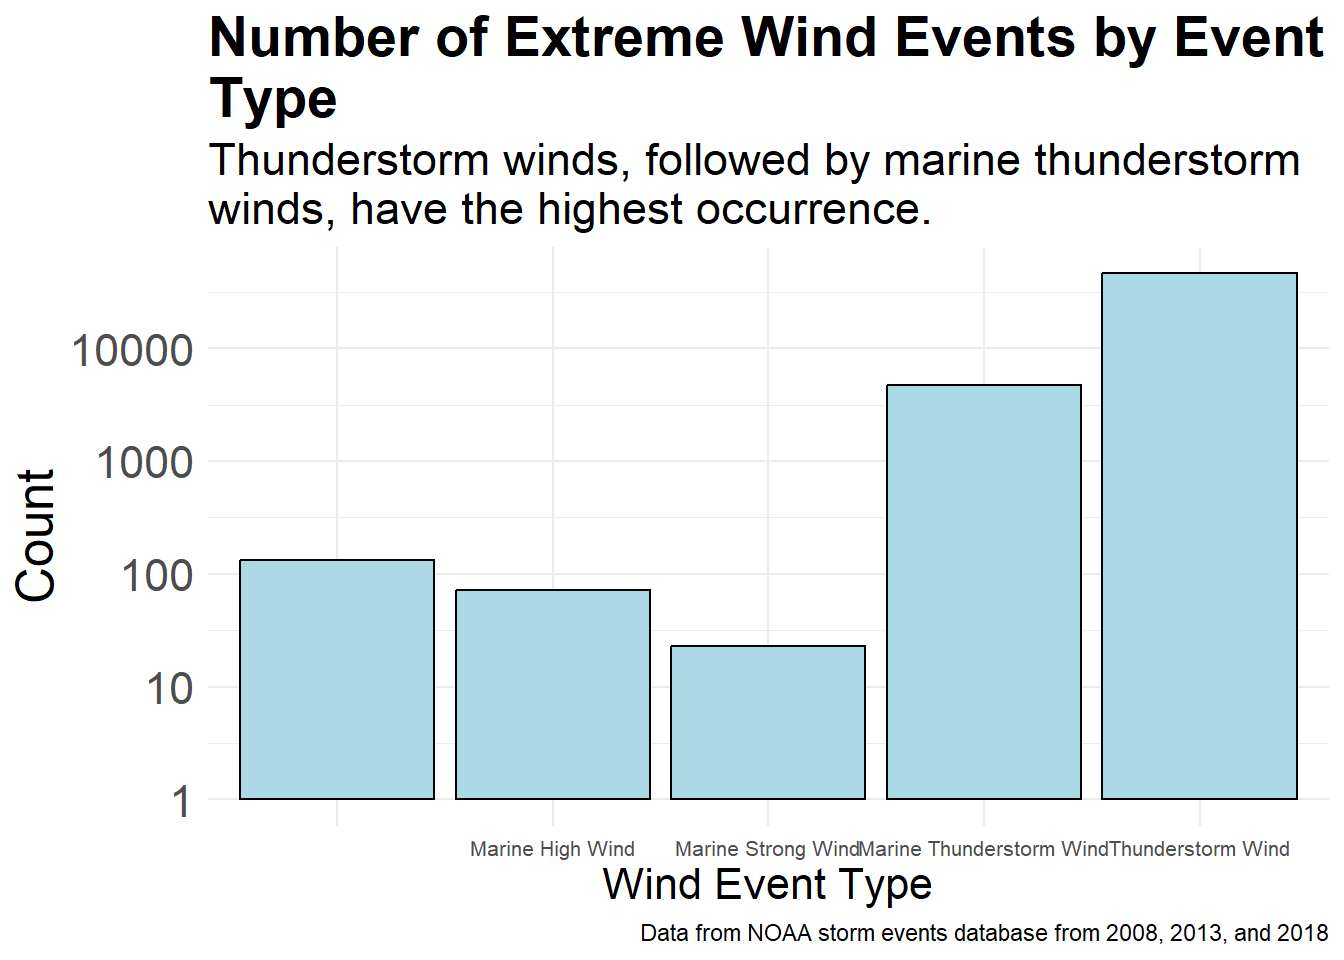 Number of Extreme Wind Events by Event
Type
Thunderstorm winds, followed by marine thunderstorm
winds, have the highest occurrence.
10000
1000
100
10
1
Count
Marine High Wind
Marine Strong Wind
Marine Thunderstorm Wind
Thunderstorm Wind
Wind Event Type
Data from NOAA storm events database from 2008, 2013, and 2018